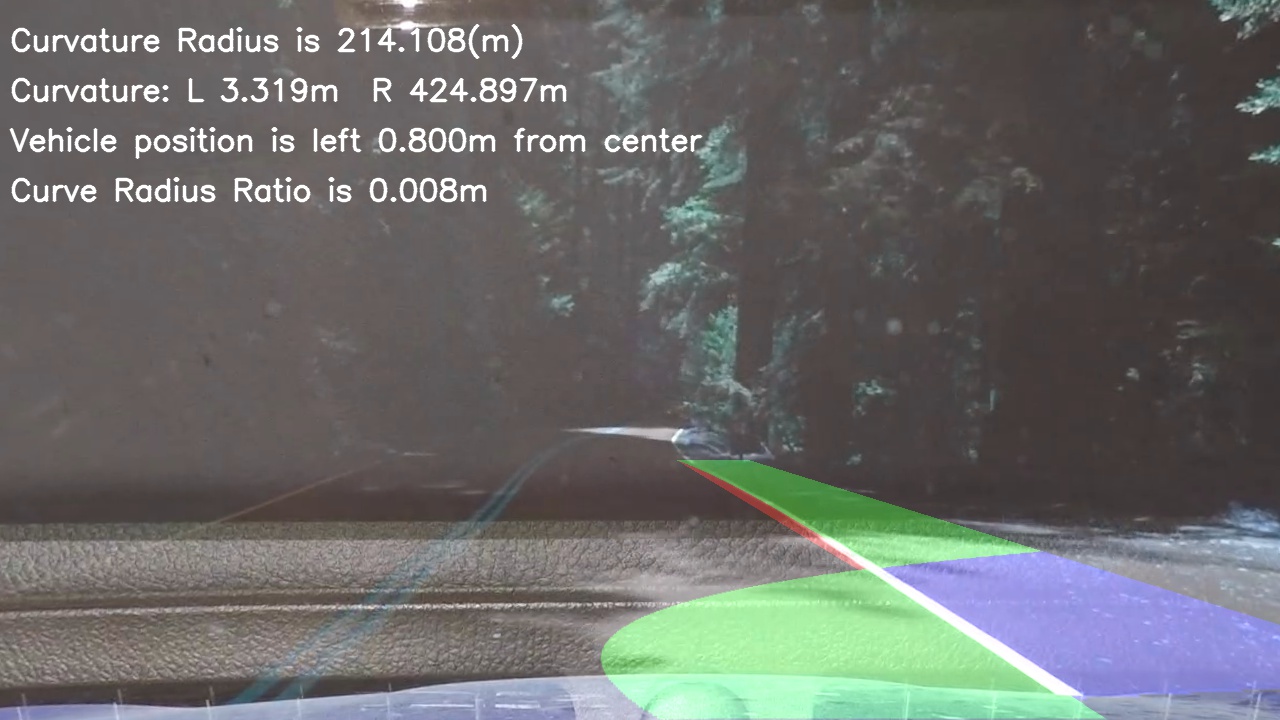 Curvature Radius is 214.108(m)
Curvature: L 3.319m R 424.897m
Vehicle position is left 0.800m from center
Curve Radius Ratio is 0.008m